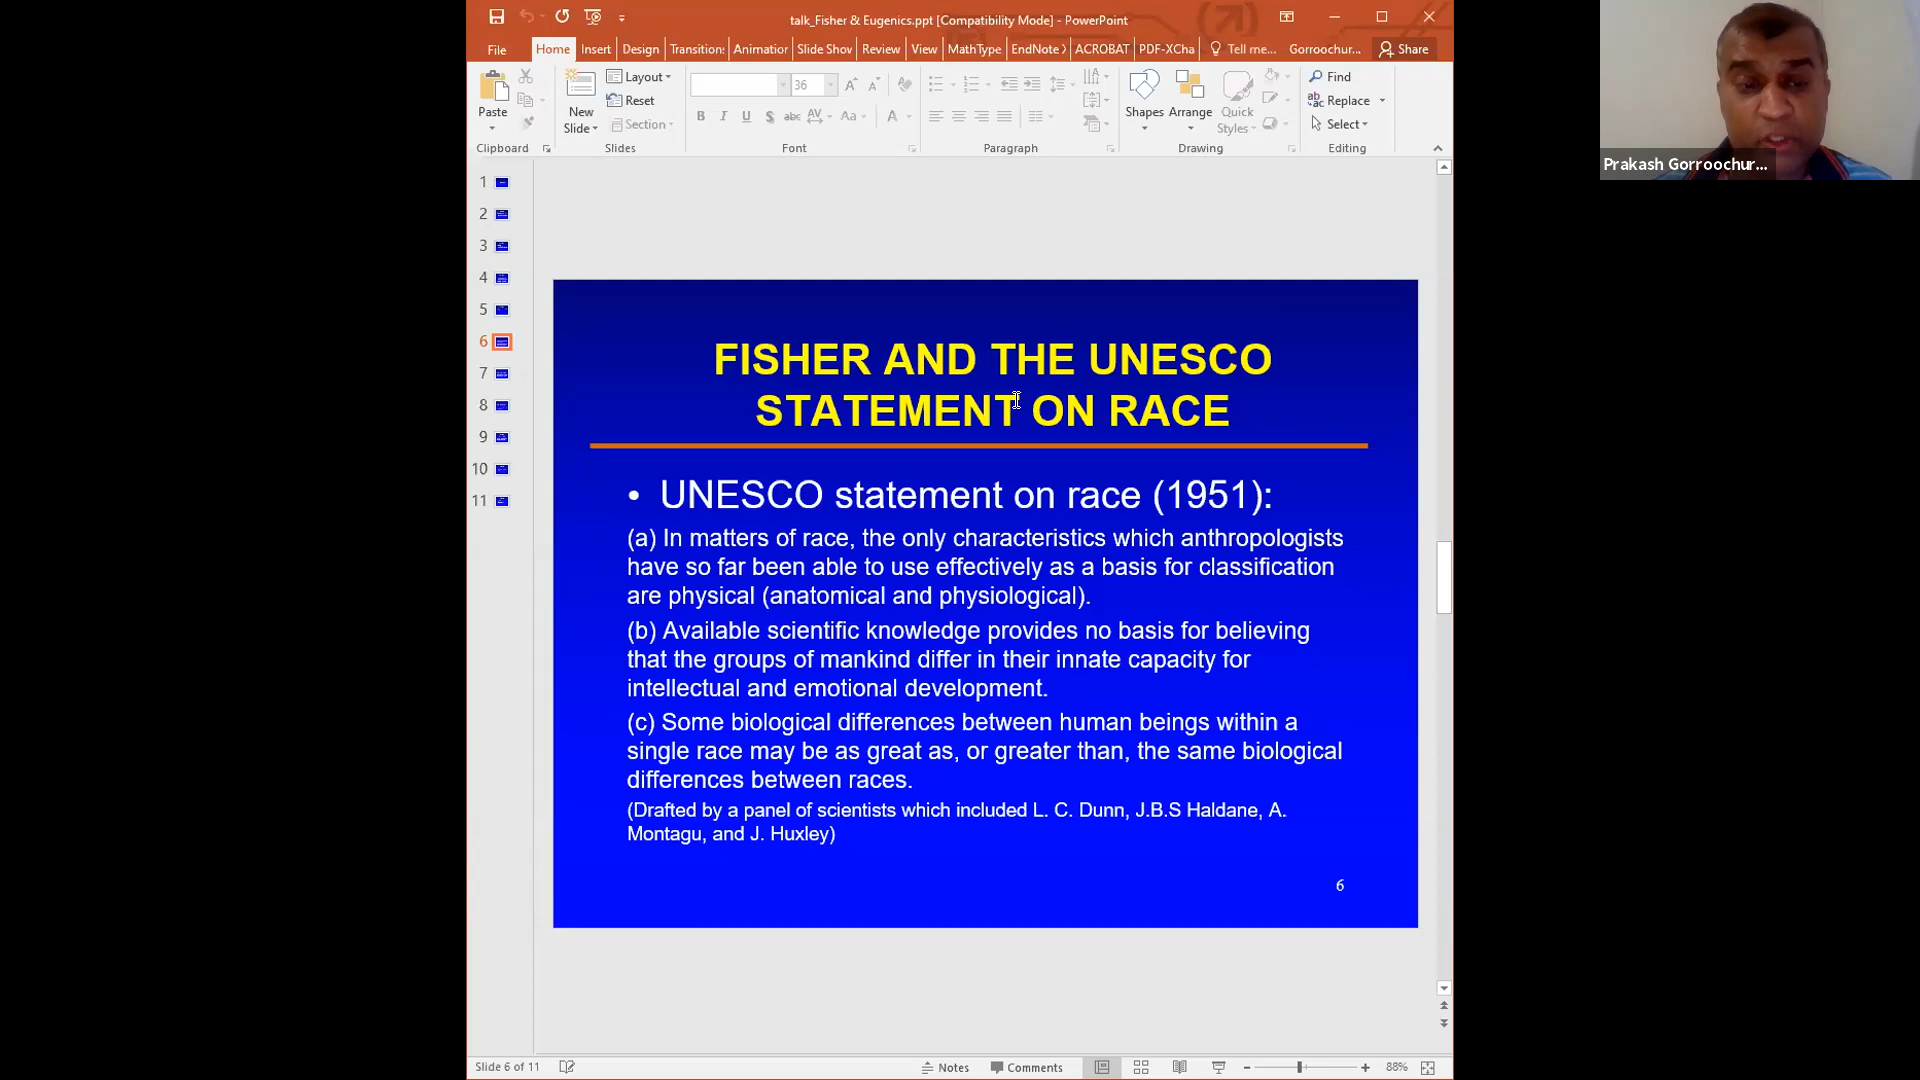 talk_Fisher & Eugenics.ppt [Compatibility Mode] - PowerPoint
File Home Insert Design Transition: Animation Slide Shov Review View MathType EndNote ACROBAT PDF-XCha Tell me... Gorroochur... Share
Paste
New
Slide
Layout
Reset
Section
36
B I U S abc AV Aa A
Shapes Arrange Quick
Styles
Find
Replace
Select
Clipboard Slides Font Paragraph Drawing Editing
Prakash Gorroochur...
1
2
3
4
5
6
7
8
9
10
11
FISHER AND THE UNESCO
STATEMENT ON RACE
• UNESCO statement on race (1951):
(a) In matters of race, the only characteristics which anthropologists
have so far been able to use effectively as a basis for classification
are physical (anatomical and physiological).
(b) Available scientific knowledge provides no basis for believing
that the groups of mankind differ in their innate capacity for
intellectual and emotional development.
(c) Some biological differences between human beings within a
single race may be as great as, or greater than, the same biological
differences between races.
(Drafted by a panel of scientists which included L. C. Dunn, J.B.S Haldane, A.
Montagu, and J. Huxley)
6
Slide 6 of 11 Notes Comments 88%